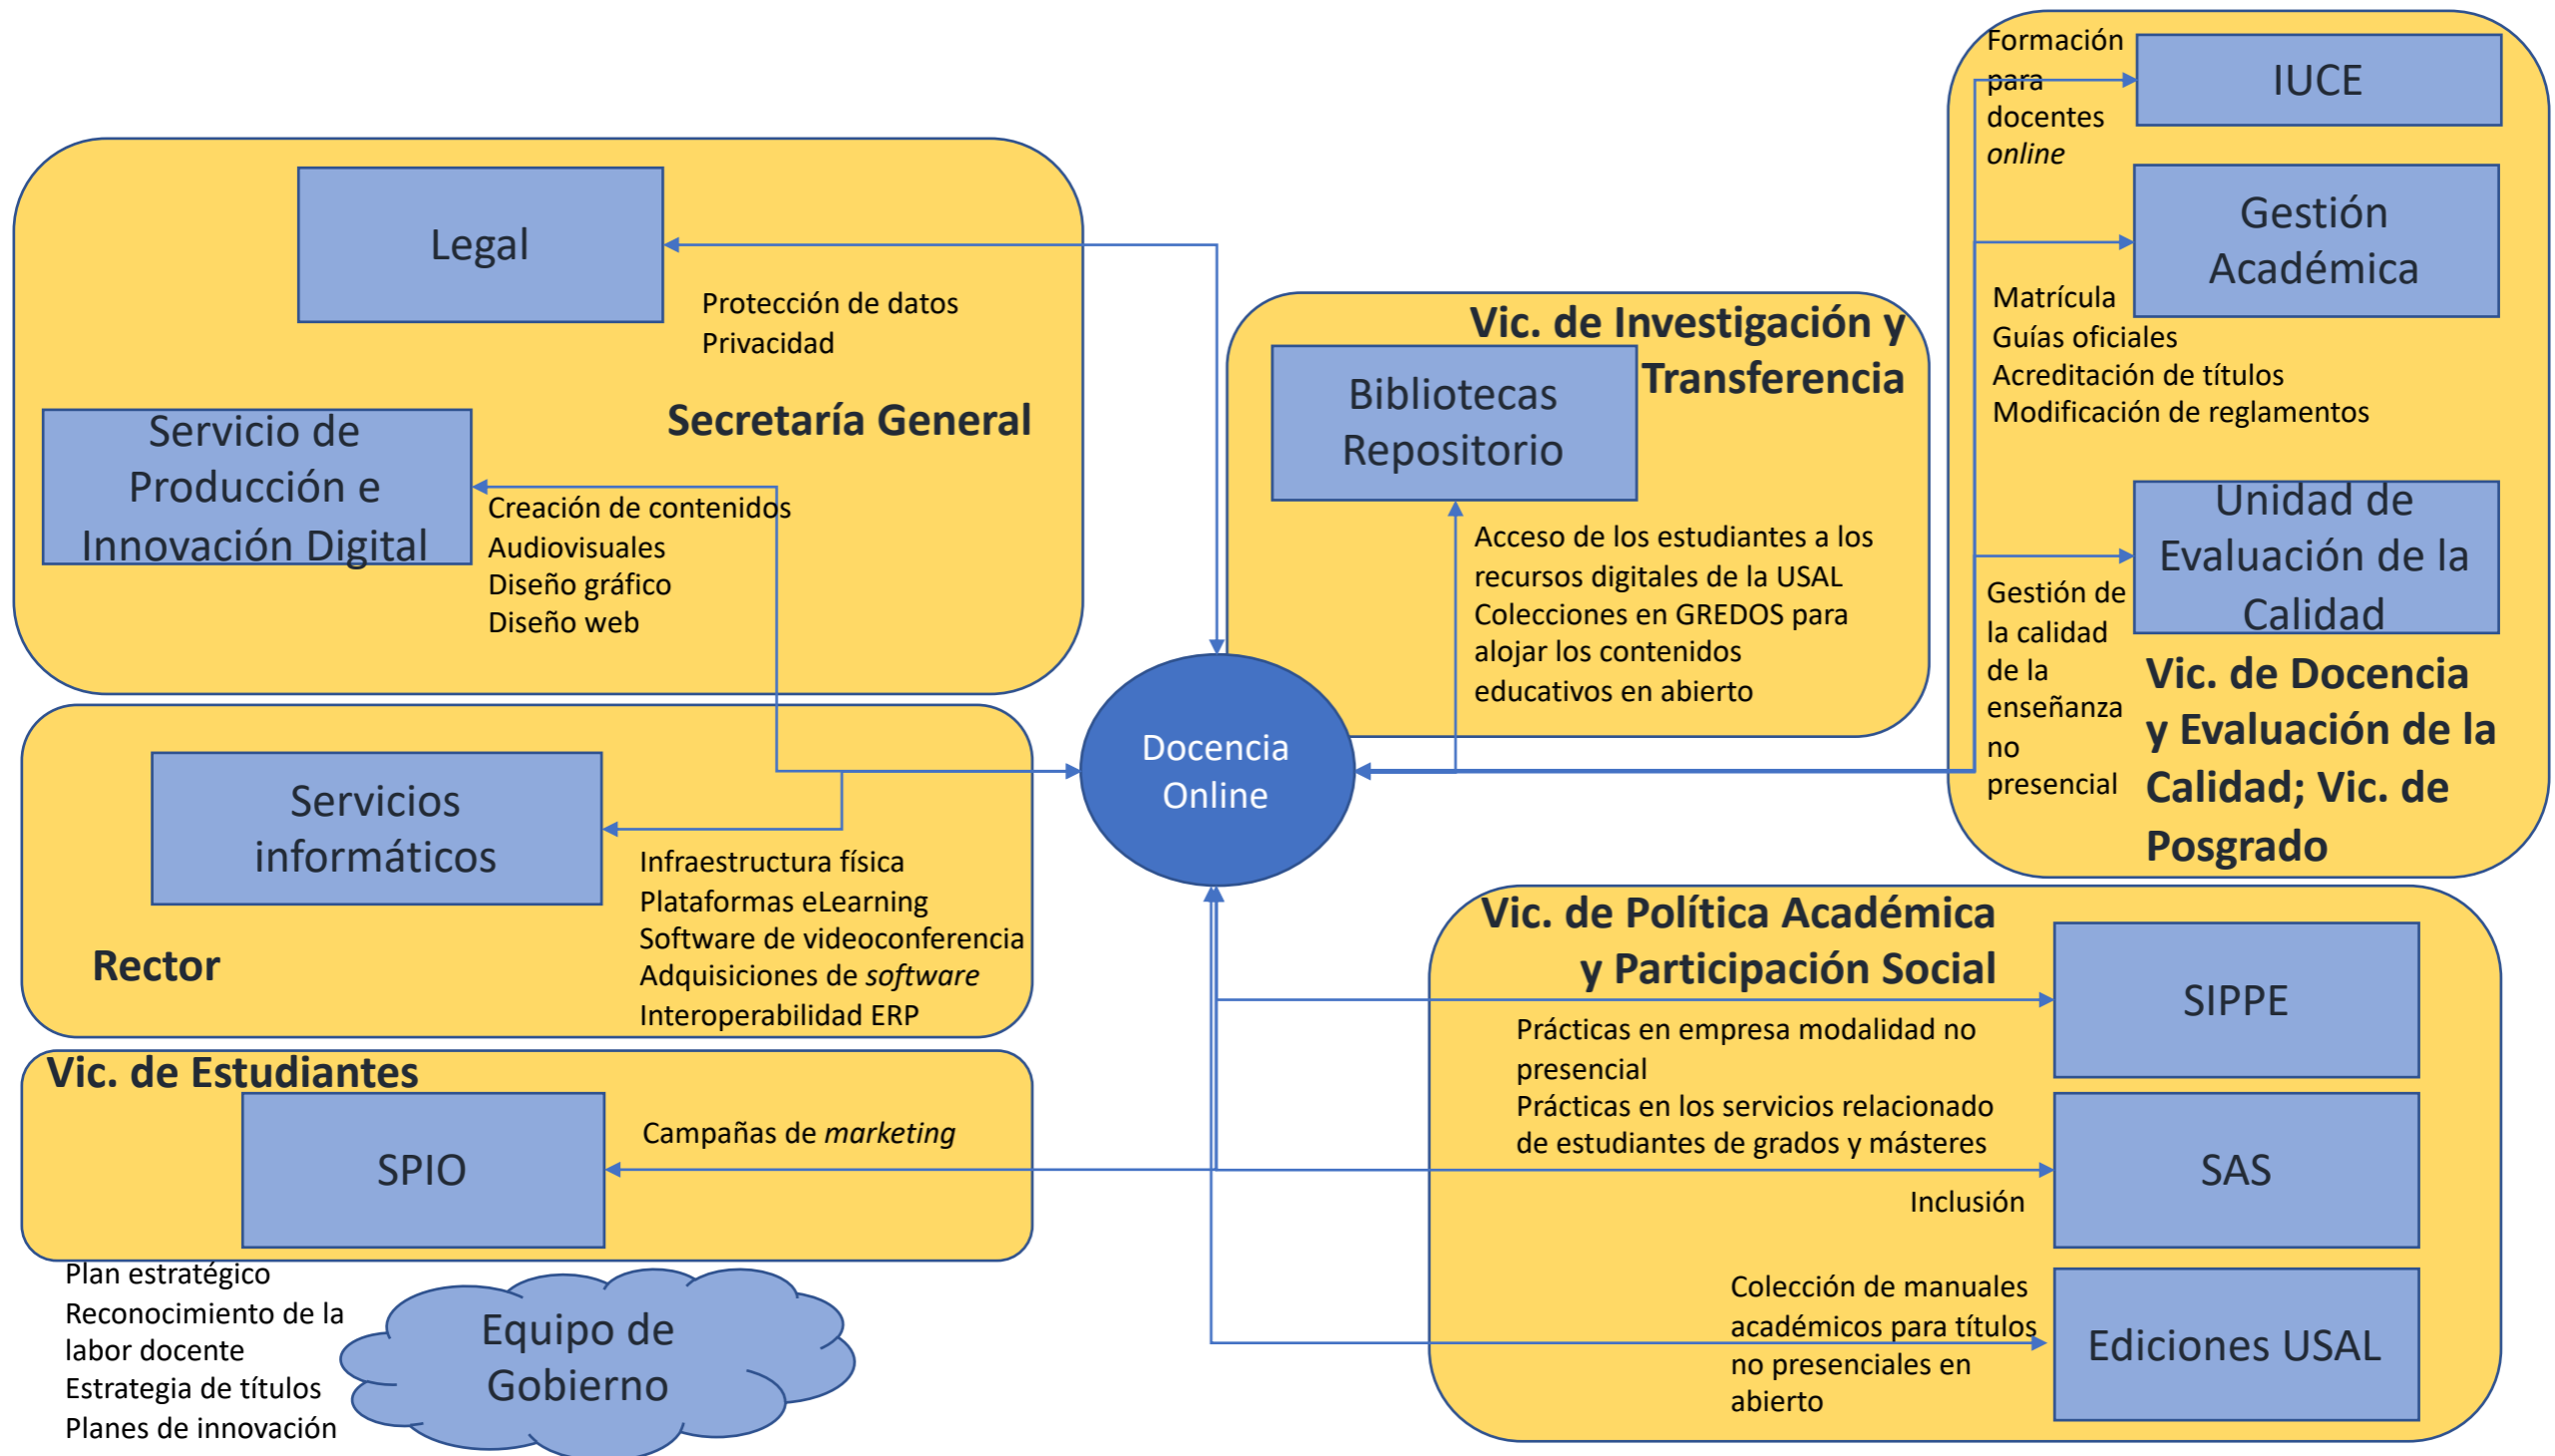 Legal
Protección de datos
Privacidad
Secretaría General
Servicio de
Producción e
Innovación Digital
Creación de contenidos
Audiovisuales
Diseño gráfico
Diseño web
Servicios
informáticos
Infraestructura física
Plataformas eLearning
Software de videoconferencia
Adquisiciones de software
Interoperabilidad ERP
Rector
Vic. de Estudiantes
SPIO
Campañas de marketing
Plan estratégico
Reconocimiento de la
labor docente
Estrategia de títulos
Planes de innovación
Equipo de
Gobierno
Docencia
Online
Vic. de Investigación y
Transferencia
Bibliotecas
Repositorio
Acceso de los estudiantes a los
recursos digitales de la USAL
Colecciones en GREDOS para
alojar los contenidos
educativos en abierto
Formación
para
docentes
online
IUCE
Gestión
Académica
Matrícula
Guías oficiales
Acreditación de títulos
Modificación de reglamentos
Unidad de
Evaluación de la
Calidad
Gestión de
la calidad
de la
enseñanza
no
presencial
Vic. de Docencia
y Evaluación de la
Calidad; Vic. de
Posgrado
Vic. de Política Académica
y Participación Social
SIPPE
Prácticas en empresa modalidad no
presencial
Prácticas en los servicios relacionado
de estudiantes de grados y másteres
SAS
Inclusión
Colección de manuales
académicos para títulos
no presenciales en
abierto
Ediciones USAL